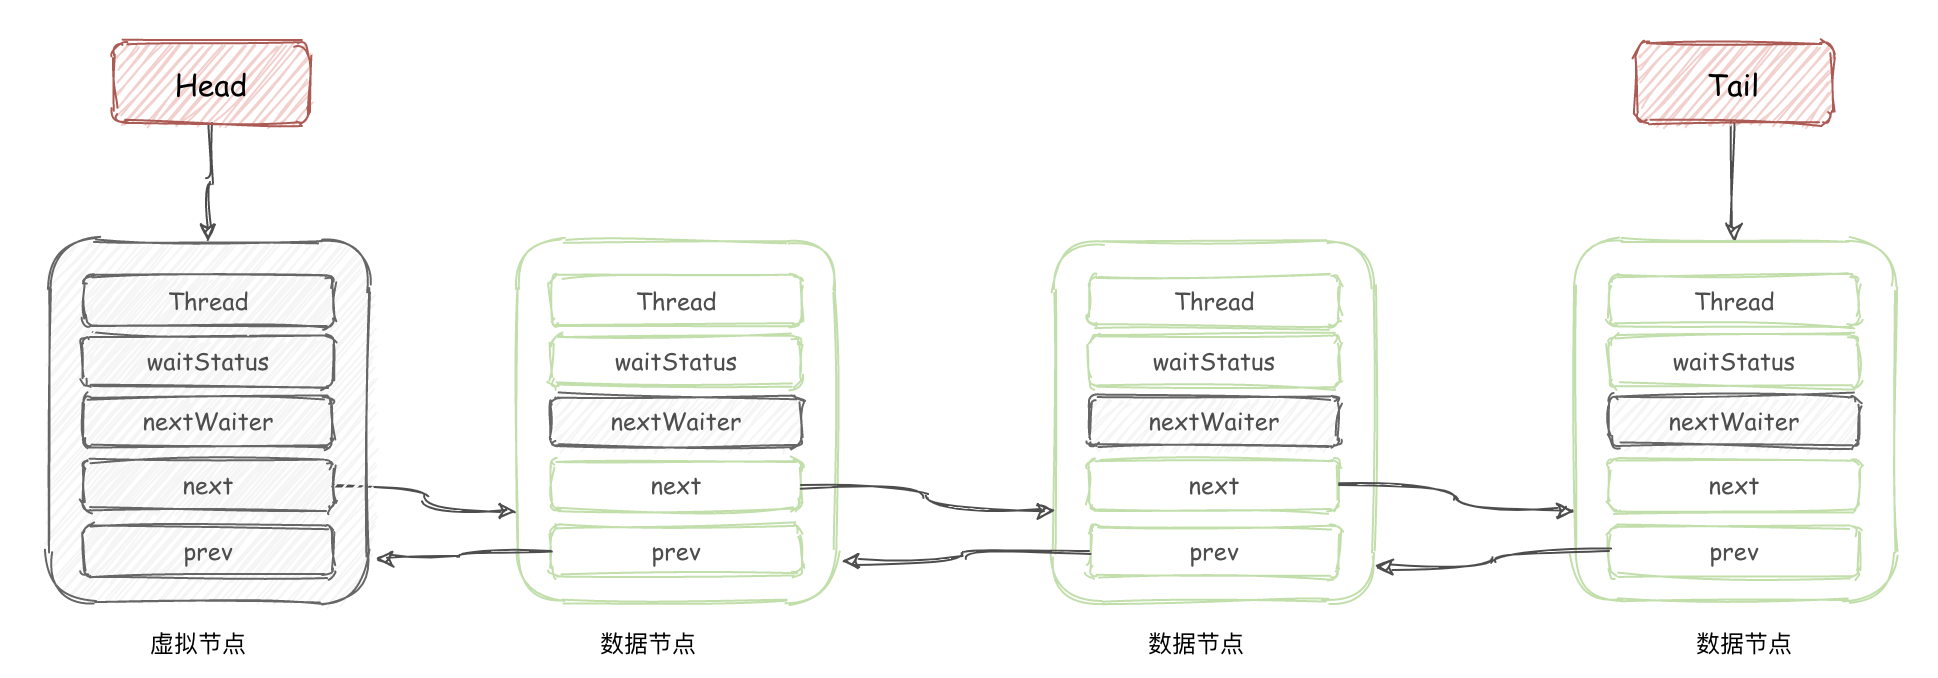 Head
Tail
Thread
waitStatus
nextWaiter
next
prev
虚拟节点
Thread
waitStatus
nextWaiter
next
prev
数据节点
Thread
waitStatus
nextWaiter
next
prev
数据节点
Thread
waitStatus
nextWaiter
next
prev
数据节点